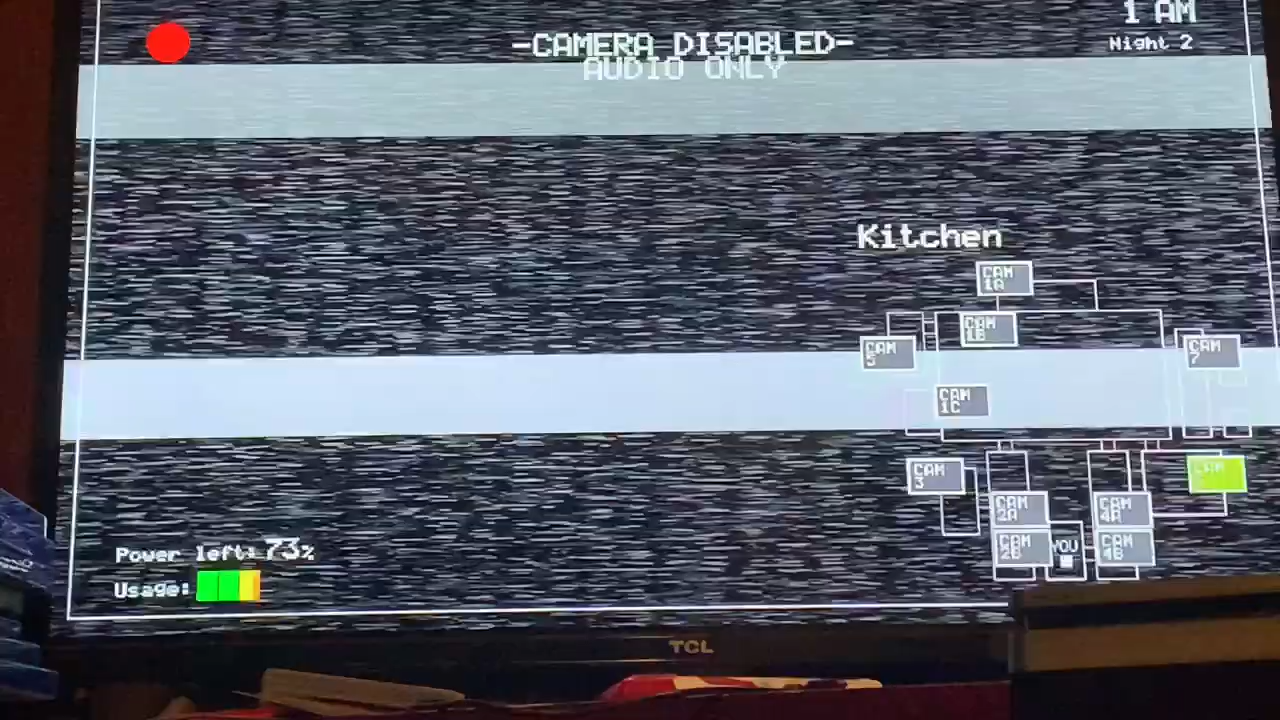 1 AM
-CAMERA DISABLED-
Night 2
AUDIO ONLY
Kitchen
CAM
1A
CAM
1B
CAM
5
CAM
7
CAM
1C
CAM
3
CAM
CAM
2A
CAM
4A
CAM
2B
YOU
CAM
4B
Power left: 73%
Usage:
TCL